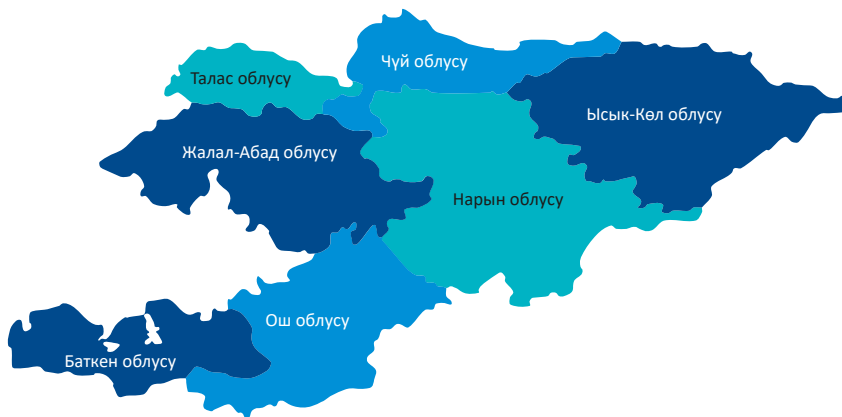 Чүй облусу
Талас облусу
Ысык-Көл облусу
Жалал-Абад облусу
Нарын облусу
Ош облусу
Баткен облусу